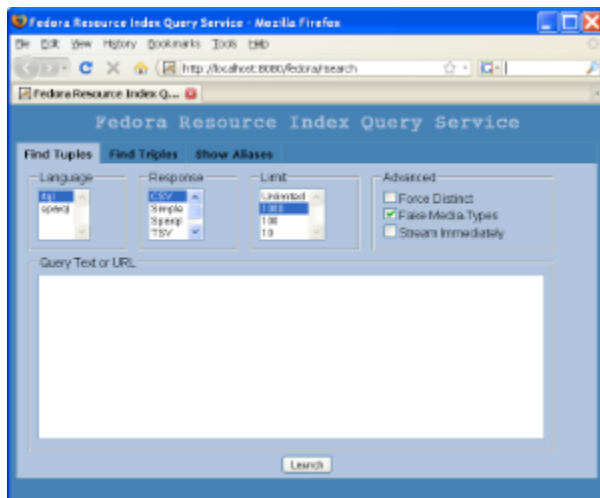 Fedora Resource Index Query Service - Mozilla Firefox
File Edit View History Bookmarks Tools Help
http://localhost:8080/fedora/risearch
Fedora Resource Index Q...
Fedora Resource Index Query Service
Find Tuples Find Triples Show Aliases
Language Response Limit Advanced
itql CSV Unlimited Force Distinct
sparql Simple 1000 Fake Media Types
Sparql 100 Stream Immediately
TSV 10
Query Text or URL
Launch